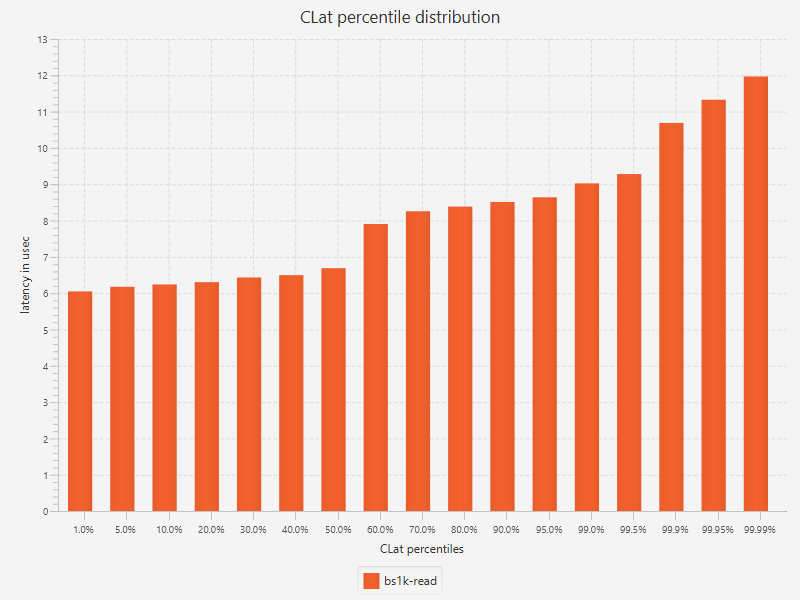 CLat percentile distribution
latency in usec
13
12
11
10
9
8
7
6
5
4
3
2
1
0
1.0% 5.0% 10.0% 20.0% 30.0% 40.0% 50.0% 60.0% 70.0% 80.0% 90.0% 95.0% 99.0% 99.5% 99.9% 99.95% 99.99%
CLat percentiles
bs1k-read